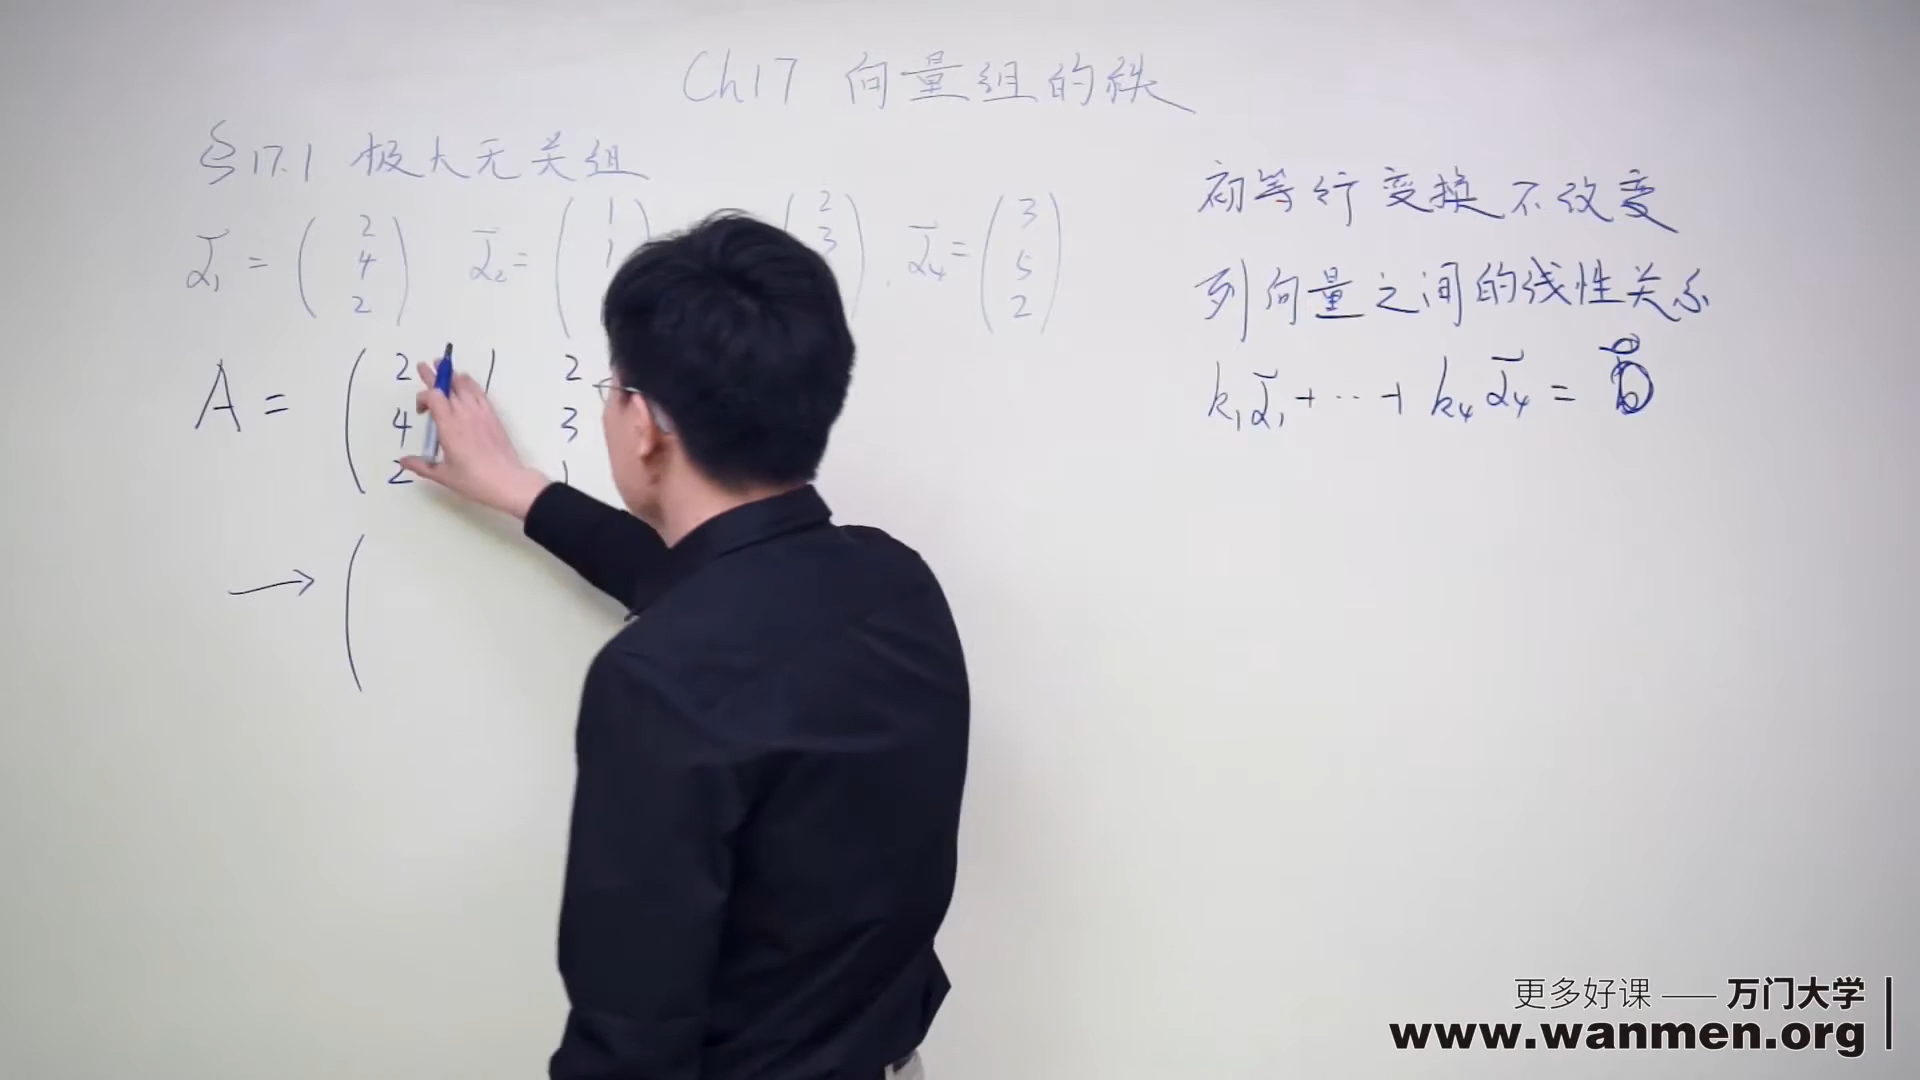 Ch17 向量组的秩
§17.1 极大无关组
α₁ = (2 4 2) α₂ = (1 1 (2 3 . α₄ = (3 5 2)
A = (2 1 2
4 3
2 1
→ (
初等行变换不改变
列向量之间的线性关系
k₁α₁ + ⋯ + k₄α₄ =
更多好课 —— 万门大学
www.wanmen.org